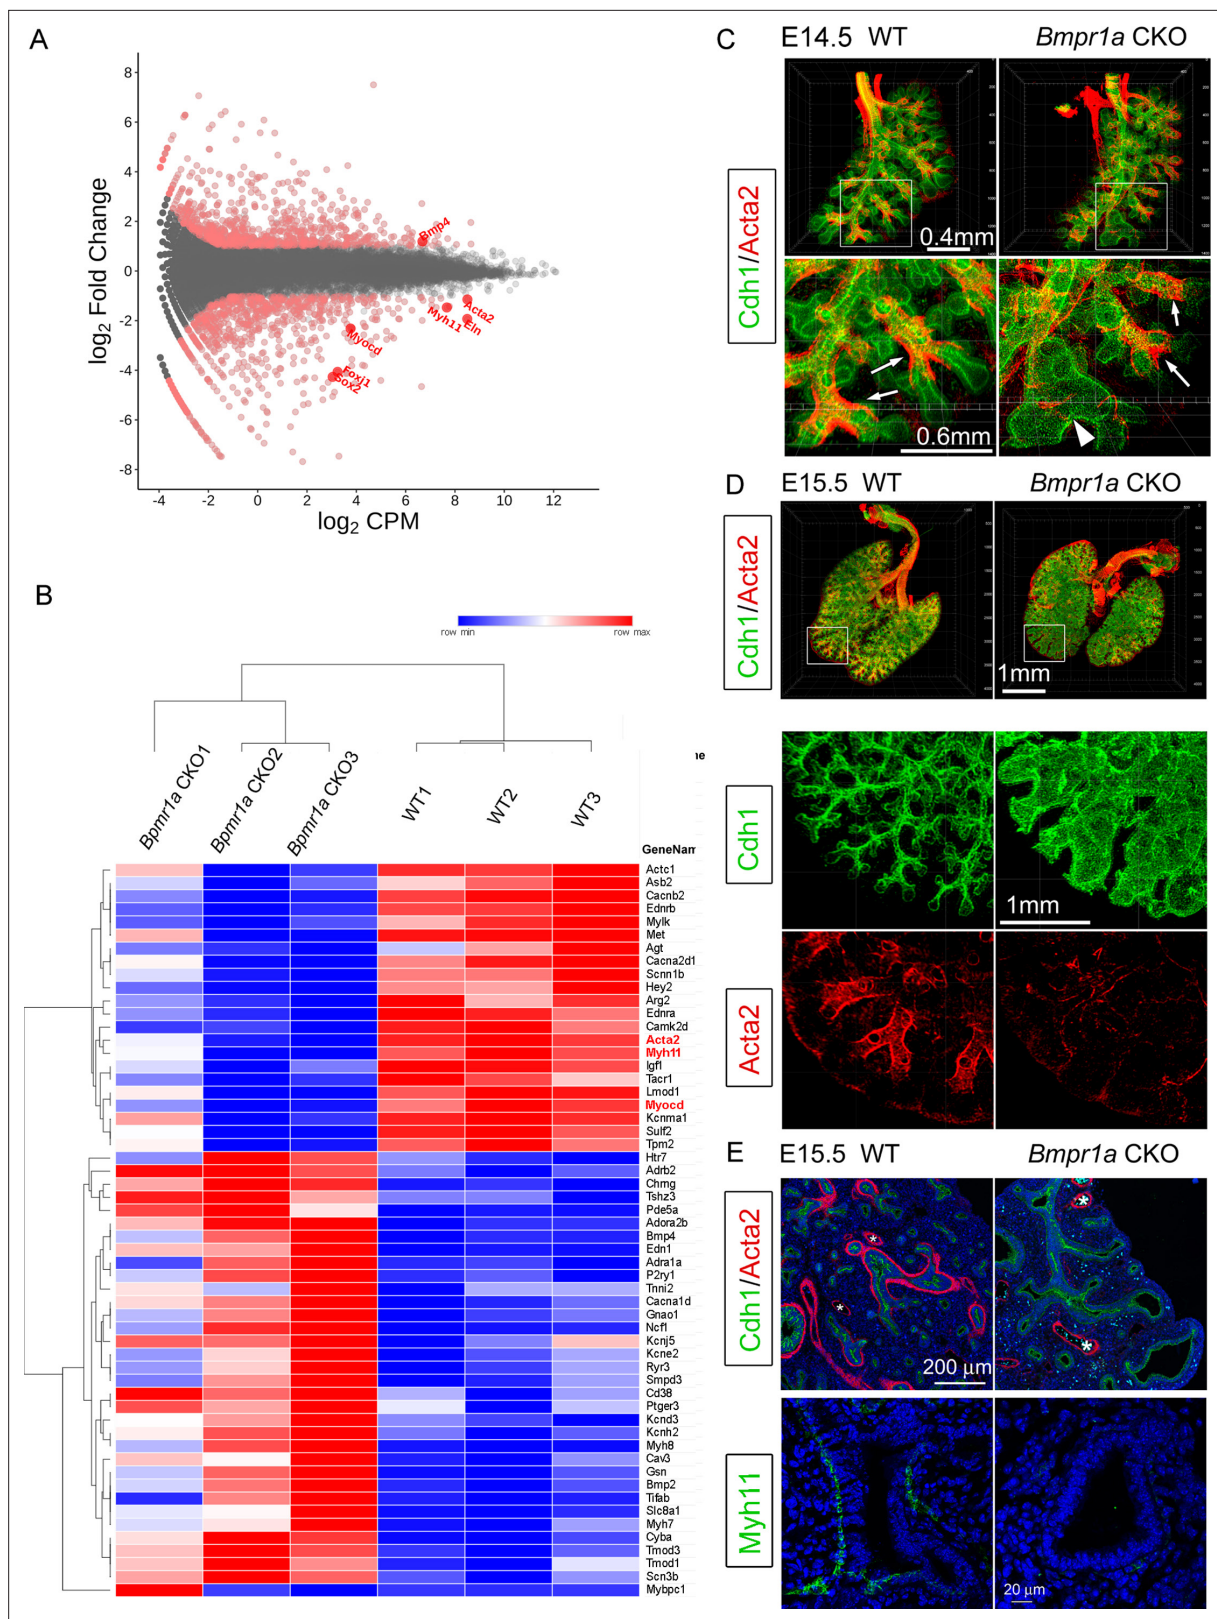 A
8
6
4
2
0
-2
-4
-6
-8
log2 Fold Change
Bmp4
Acta2
Myh11
Eln
Myocd
Foxj1
Sox2
-4
-2
0
2
4
6
8
10
12
log2 CPM
B
row min
row max
Bpmr1a CKO1
Bpmr1a CKO2
Bpmr1a CKO3
WT1
WT2
WT3
GeneNam
Actc1
Asb2
Cacnb2
Ednrb
Mylk
Met
Agt
Cacna2d1
Scnn1b
Hey2
Arg2
Ednra
Camk2d
Acta2
Myh11
Igf1
Tacr1
Lmod1
Myocd
Kcnma1
Sulf2
Tpm2
Htr7
Adrb2
Chrng
Tshz3
Pde5a
Adora2b
Bmp4
Edn1
Adra1a
P2ry1
Tnni2
Cacna1d
Gnao1
Ncf1
Kcnj5
Kcne2
Ryr3
Smpd3
Cd38
Ptger3
Kcnd3
Kcnh2
Myh8
Cav3
Gsn
Bmp2
Tifab
Slc8a1
Myh7
Cyba
Tmod3
Tmod1
Scn3b
Mybpc1
C
E14.5 WT
Bmpr1a CKO
Cdh1/Acta2
0.4mm
0.6mm
D
E15.5 WT
Bmpr1a CKO
Cdh1/Acta2
1mm
Cdh1
1mm
Acta2
E
E15.5 WT
Bmpr1a CKO
Cdh1/Acta2
*
*
*
*
200 µm
Myh11
20 µm